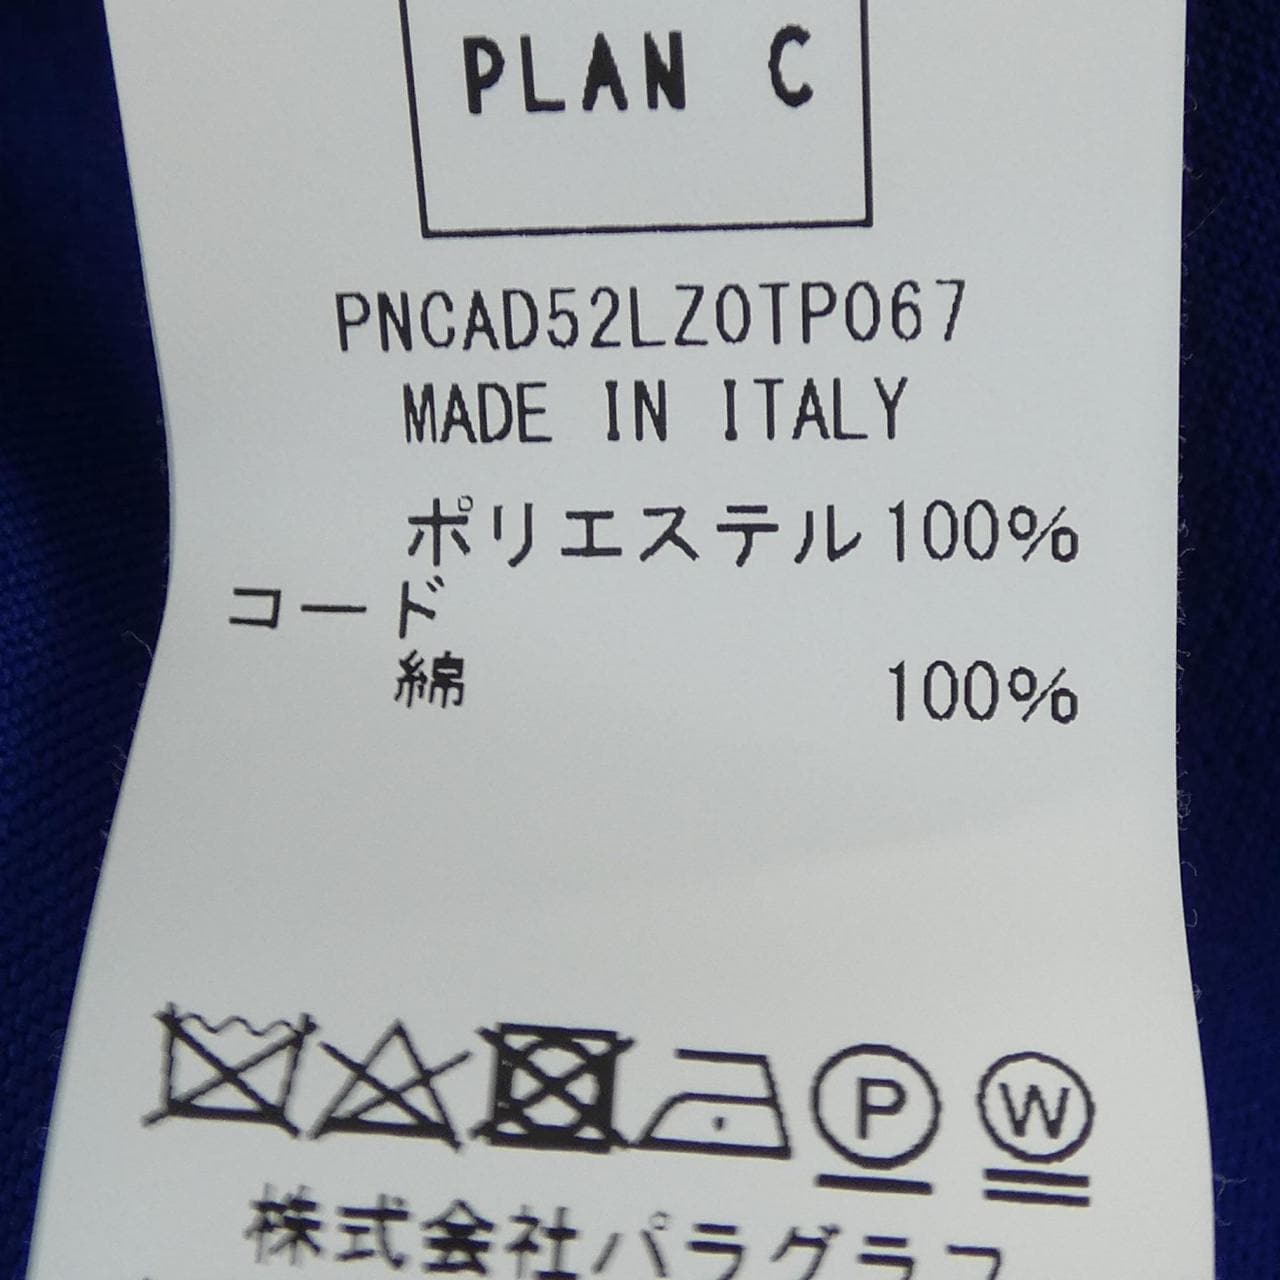 PLAN C
PNCAD52LZ0TP067
MADE IN ITALY
ポリエステル100%
コード
綿 100%
P W
株式会社パラグラフ